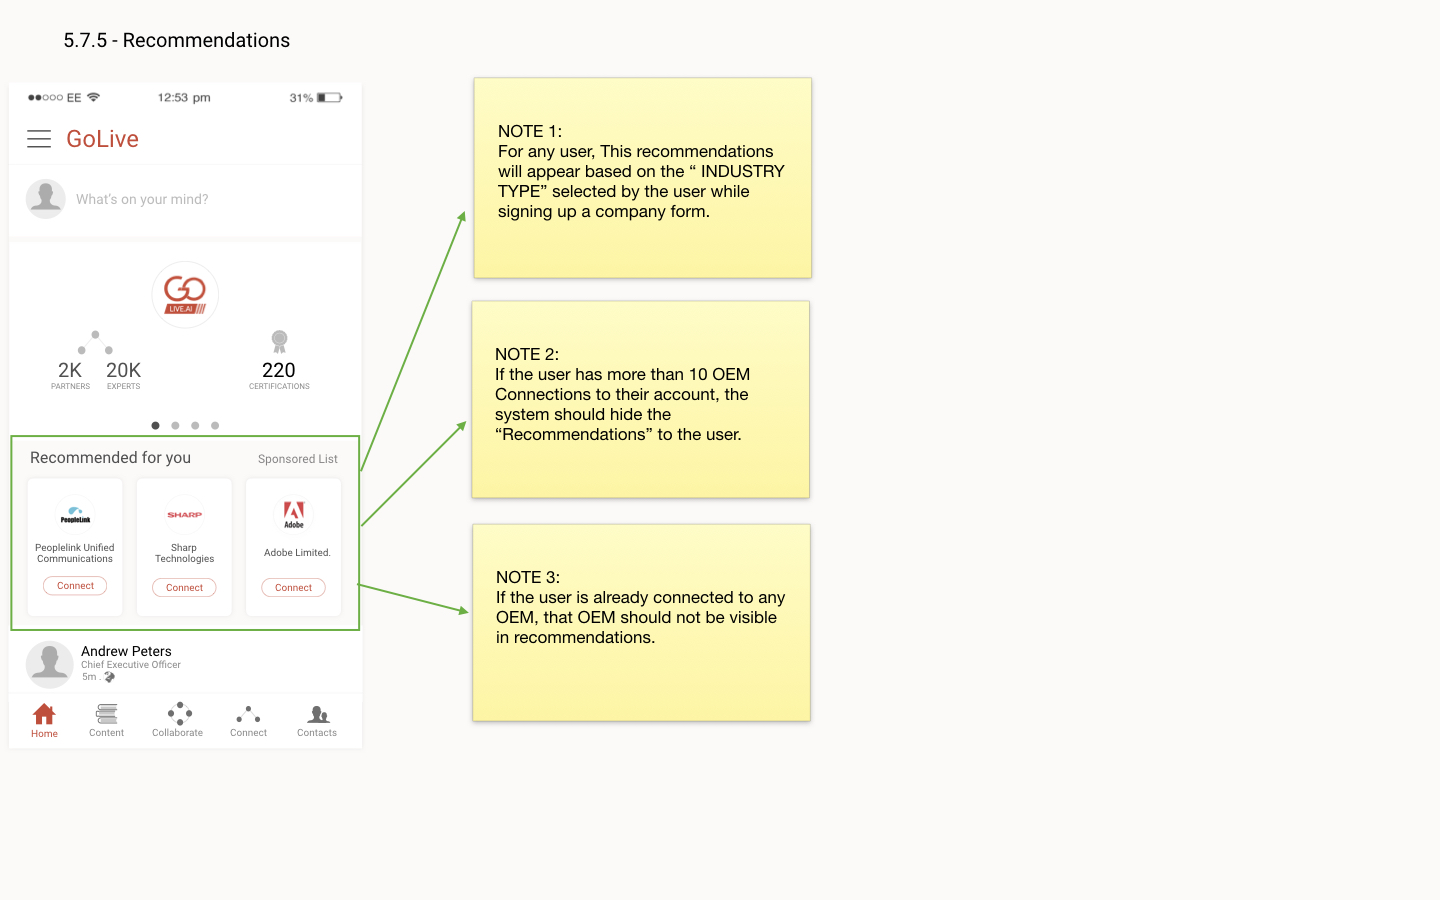 5.7.5 - Recommendations
EE 12:53 pm 31%
GoLive
What's on your mind?
GO
LIVE.AI
2K 20K 220
PARTNERS EXPERTS CERTIFICATIONS
Recommended for you Sponsored List
PeopleLink SHARP Adobe
Peoplelink Unified
Communications
Sharp
Technologies
Adobe Limited.
Connect Connect Connect
Andrew Peters
Chief Executive Officer
5m .
Home Content Collaborate Connect Contacts
NOTE 1:
For any user, This recommendations
will appear based on the “ INDUSTRY
TYPE” selected by the user while
signing up a company form.
NOTE 2:
If the user has more than 10 OEM
Connections to their account, the
system should hide the
“Recommendations” to the user.
NOTE 3:
If the user is already connected to any
OEM, that OEM should not be visible
in recommendations.